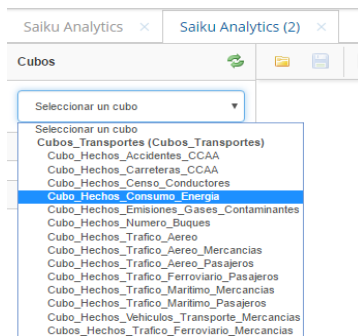 Saiku Analytics × Saiku Analytics (2) ×
Cubos
Seleccionar un cubo
Seleccionar un cubo
Cubos_Transportes (Cubos_Transportes)
Cubo_Hechos_Accidentes_CCAA
Cubo_Hechos_Carreteras_CCAA
Cubo_Hechos_Censo_Conductores
Cubo_Hechos_Consumo_Energia
Cubo_Hechos_Emisiones_Gases_Contaminantes
Cubo_Hechos_Numero_Buques
Cubo_Hechos_Trafico_Aereo
Cubo_Hechos_Trafico_Aereo_Mercancias
Cubo_Hechos_Trafico_Aereo_Pasajeros
Cubo_Hechos_Trafico_Ferroviario_Pasajeros
Cubo_Hechos_Trafico_Maritimo_Mercancias
Cubo_Hechos_Trafico_Maritimo_Pasajeros
Cubo_Hechos_Vehiculos_Transporte_Mercancias
Cubos_Hechos_Trafico_Ferroviario_Mercancias